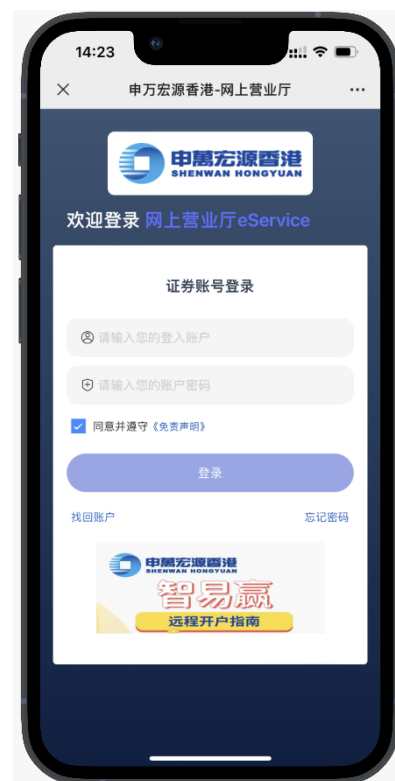 14:23
申万宏源香港-网上营业厅
申萬宏源香港
SHENWAN HONGYUAN
欢迎登录 网上营业厅eService
证券账号登录
请输入您的登入账户
请输入您的账户密码
同意并遵守《免责声明》
登录
找回账户 忘记密码
申萬宏源香港
SHENWAN HONGYUAN
智易赢
远程开户指南